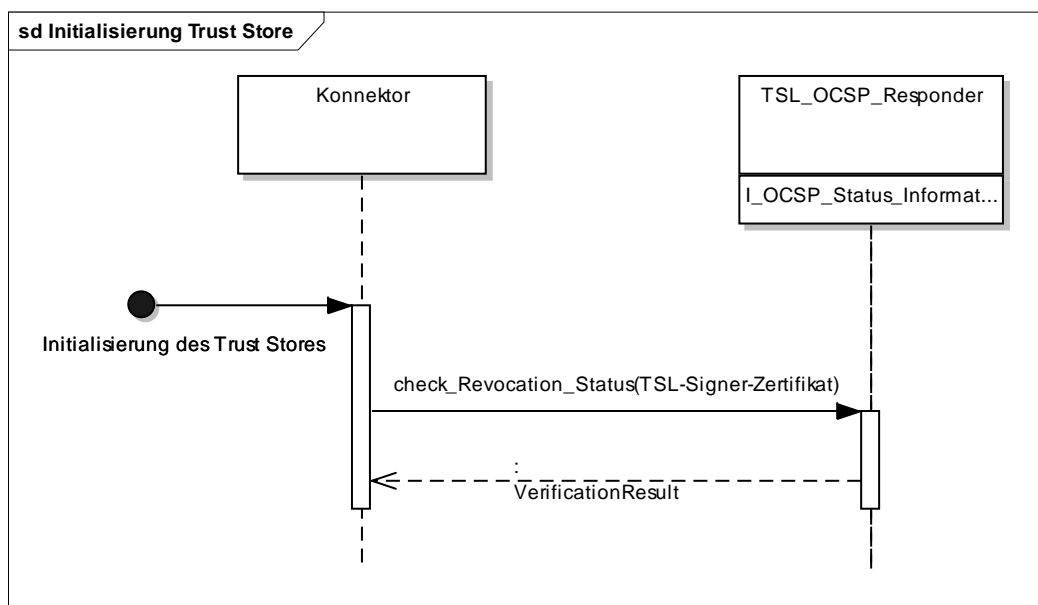 sd Initialisierung Trust Store
Konnektor
TSL_OCSP_Responder
I_OCSP_Status_Informat...
Initialisierung des Trust Stores
check_Revocation_Status(TSL-Signer-Zertifikat)
:
VerificationResult